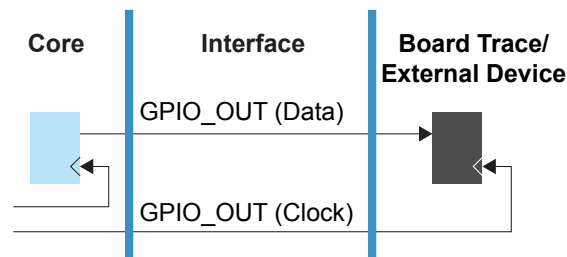 Core
Interface
Board Trace/
External Device
GPIO_OUT (Data)
GPIO_OUT (Clock)